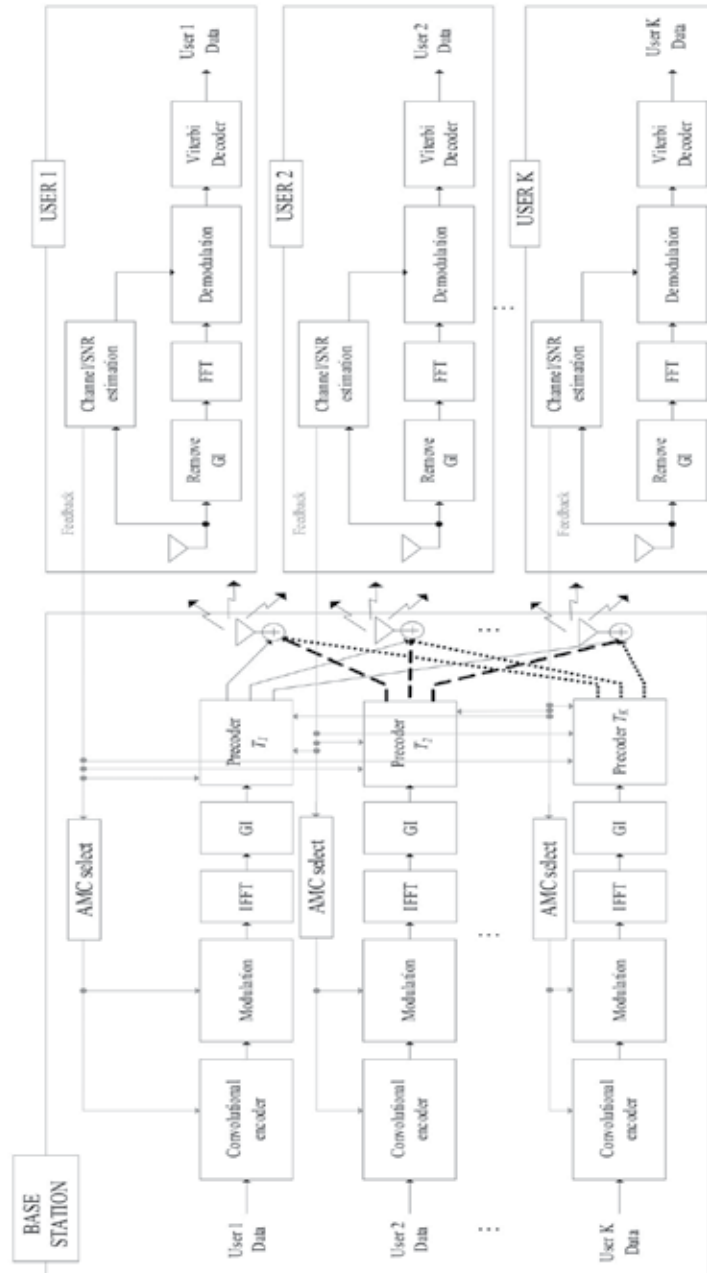 BASE
STATION
User 1
Data
Convolutional
encoder
Modulation
IFFT
GI
Precoder
T1
AMC select
User 2
Data
Convolutional
encoder
Modulation
IFFT
GI
Precoder
T2
AMC select
...
...
...
User K
Data
Convolutional
encoder
Modulation
IFFT
GI
Precoder TK
AMC select
USER 1
Feedback
Channel/SNR
estimation
Remove
GI
FFT
Demodulation
Viterbi
Decoder
User 1
Data
USER 2
Feedback
Channel/SNR
estimation
Remove
GI
FFT
Demodulation
Viterbi
Decoder
User 2
Data
...
USER K
Feedback
Channel/SNR
estimation
Remove
GI
FFT
Demodulation
Viterbi
Decoder
User K
Data